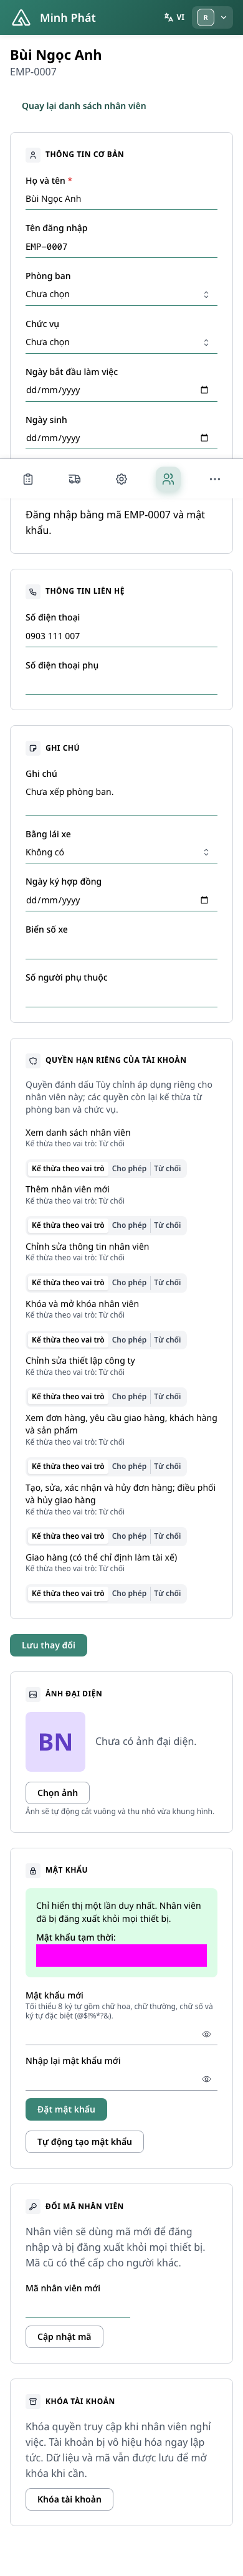 Minh Phát
VI
R
Bùi Ngọc Anh
EMP-0007
Quay lại danh sách nhân viên
THÔNG TIN CƠ BẢN
Họ và tên *
Bùi Ngọc Anh
Tên đăng nhập
EMP-0007
Phòng ban
Chưa chọn
Chức vụ
Chưa chọn
Ngày bắt đầu làm việc
dd/mm/yyyy
Ngày sinh
dd/mm/yyyy
Đăng nhập bằng mã EMP-0007 và mật
khẩu.
THÔNG TIN LIÊN HỆ
Số điện thoại
0903 111 007
Số điện thoại phụ
GHI CHÚ
Ghi chú
Chưa xếp phòng ban.
Bằng lái xe
Không có
Ngày ký hợp đồng
dd/mm/yyyy
Biển số xe
Số người phụ thuộc
QUYỀN HẠN RIÊNG CỦA TÀI KHOẢN
Quyền đánh dấu Tùy chỉnh áp dụng riêng cho
nhân viên này; các quyền còn lại kế thừa từ
phòng ban và chức vụ.
Xem danh sách nhân viên
Kế thừa theo vai trò: Từ chối
Kế thừa theo vai trò Cho phép Từ chối
Thêm nhân viên mới
Kế thừa theo vai trò: Từ chối
Kế thừa theo vai trò Cho phép Từ chối
Chỉnh sửa thông tin nhân viên
Kế thừa theo vai trò: Từ chối
Kế thừa theo vai trò Cho phép Từ chối
Khóa và mở khóa nhân viên
Kế thừa theo vai trò: Từ chối
Kế thừa theo vai trò Cho phép Từ chối
Chỉnh sửa thiết lập công ty
Kế thừa theo vai trò: Từ chối
Kế thừa theo vai trò Cho phép Từ chối
Xem đơn hàng, yêu cầu giao hàng, khách hàng
và sản phẩm
Kế thừa theo vai trò: Từ chối
Kế thừa theo vai trò Cho phép Từ chối
Tạo, sửa, xác nhận và hủy đơn hàng; điều phối
và hủy giao hàng
Kế thừa theo vai trò: Từ chối
Kế thừa theo vai trò Cho phép Từ chối
Giao hàng (có thể chỉ định làm tài xế)
Kế thừa theo vai trò: Từ chối
Kế thừa theo vai trò Cho phép Từ chối
Lưu thay đổi
ẢNH ĐẠI DIỆN
BN
Chưa có ảnh đại diện.
Chọn ảnh
Ảnh sẽ tự động cắt vuông và thu nhỏ vừa khung hình.
MẬT KHẨU
Chỉ hiển thị một lần duy nhất. Nhân viên
đã bị đăng xuất khỏi mọi thiết bị.
Mật khẩu tạm thời:
Mật khẩu mới
Tối thiểu 8 ký tự gồm chữ hoa, chữ thường, chữ số và
ký tự đặc biệt (@$!%*?&).
Nhập lại mật khẩu mới
Đặt mật khẩu
Tự động tạo mật khẩu
ĐỔI MÃ NHÂN VIÊN
Nhân viên sẽ dùng mã mới để đăng
nhập và bị đăng xuất khỏi mọi thiết bị.
Mã cũ có thể cấp cho người khác.
Mã nhân viên mới
Cập nhật mã
KHÓA TÀI KHOẢN
Khóa quyền truy cập khi nhân viên nghỉ
việc. Tài khoản bị vô hiệu hóa ngay lập
tức. Dữ liệu và mã vẫn được lưu để mở
khóa khi cần.
Khóa tài khoản